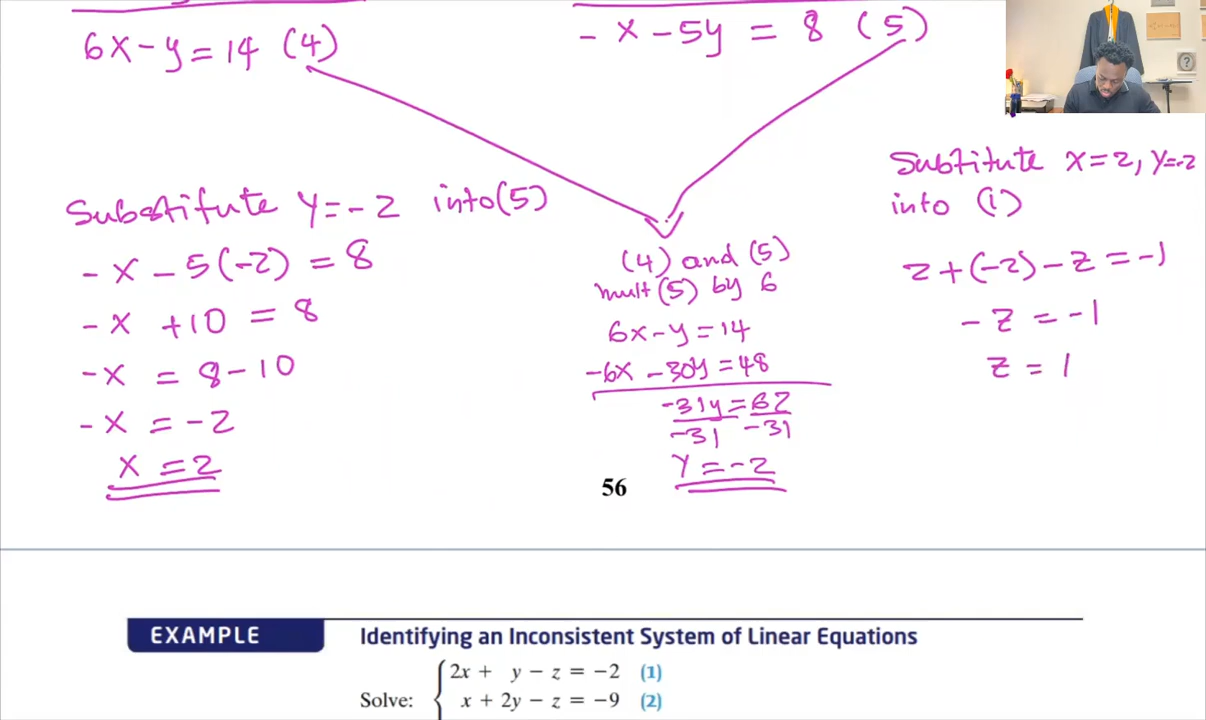 6x - y = 14 (4)
- x - 5y = 8 (5)
Substitute y = -2 into (5)
- x - 5(-2) = 8
- x + 10 = 8
- x = 8 - 10
- x = -2
x = 2
(4) and (5)
mult (5) by 6
6x - y = 14
-6x - 30y = 48
-31y = 62
-31 -31
y = -2
Substitute x = 2, y = -2
into (1)
2 + (-2) - z = -1
- z = -1
z = 1
56
EXAMPLE Identifying an Inconsistent System of Linear Equations
2x + y − z = −2 (1)
Solve: x + 2y − z = −9 (2)